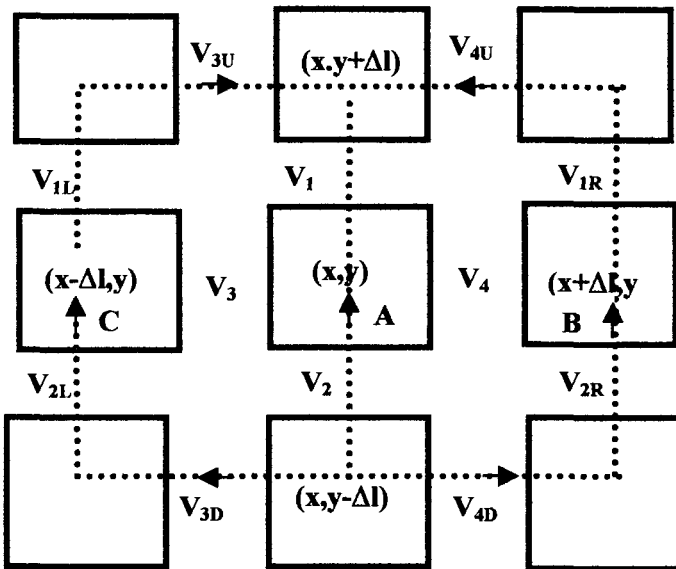 V3U (x.y+Δl) V4U
V1L V1 V1R
(x-Δl,y) V3 (x,y) V4 (x+Δl,y
C A B
V2L V2 V2R
V3D (x,y-Δl) V4D